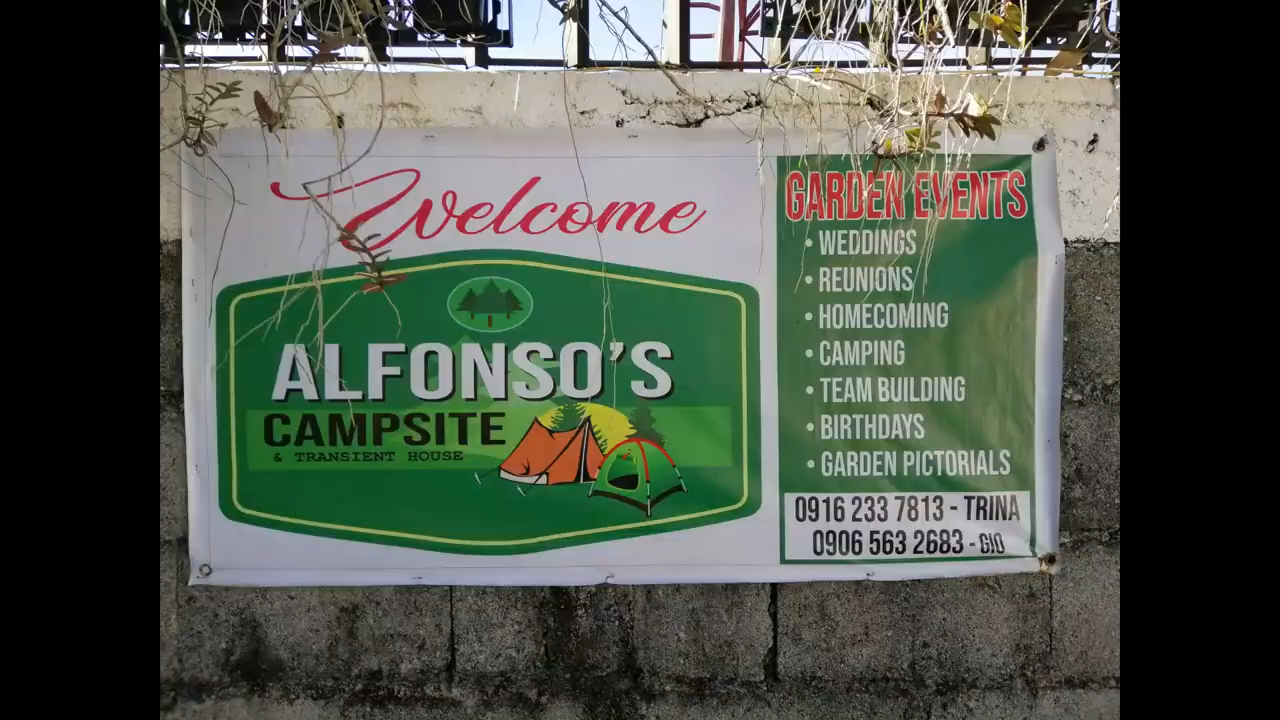 Welcome
ALFONSO'S
CAMPSITE
& TRANSIENT HOUSE
GARDEN EVENTS
• WEDDINGS
• REUNIONS
• HOMECOMING
• CAMPING
• TEAM BUILDING
• BIRTHDAYS
• GARDEN PICTORIALS
0916 233 7813 - TRINA
0906 563 2683 - GIO